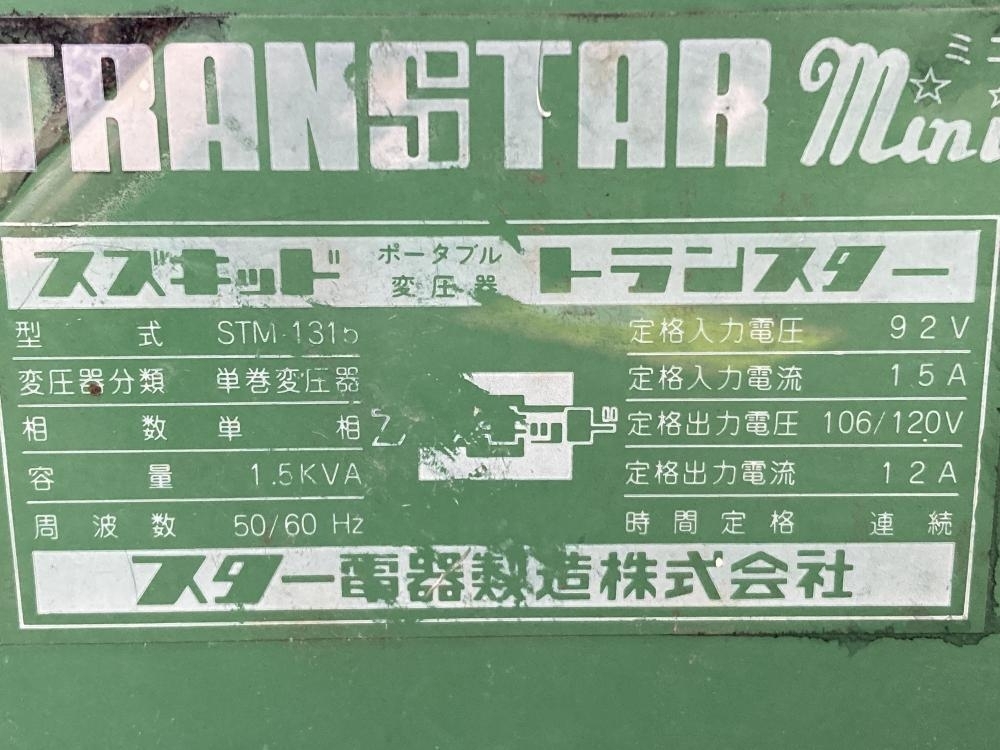 TRANSTAR Mini
スズキッド ポータブル変圧器 トランスター
型式 STM-1315
変圧器分類 単巻変圧器
相数 単相
容量 1.5KVA
周波数 50/60 Hz
定格入力電圧 92V
定格入力電流 15A
定格出力電圧 106/120V
定格出力電流 12A
時間定格 連続
スター電器製造株式会社